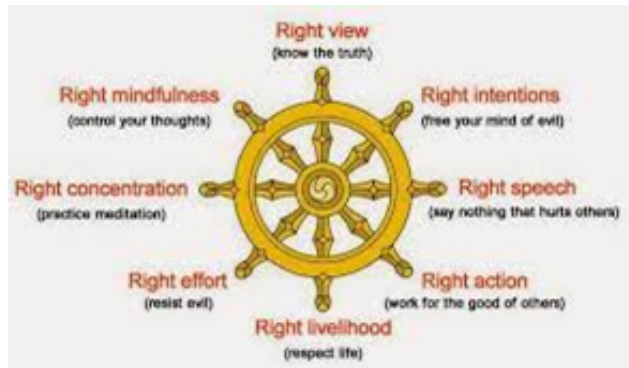 Right view
(know the truth)
Right mindfulness
(control your thoughts)
Right intentions
(free your mind of evil)
Right concentration
(practice meditation)
Right speech
(say nothing that hurts others)
Right effort
(resist evil)
Right action
(work for the good of others)
Right livelihood
(respect life)